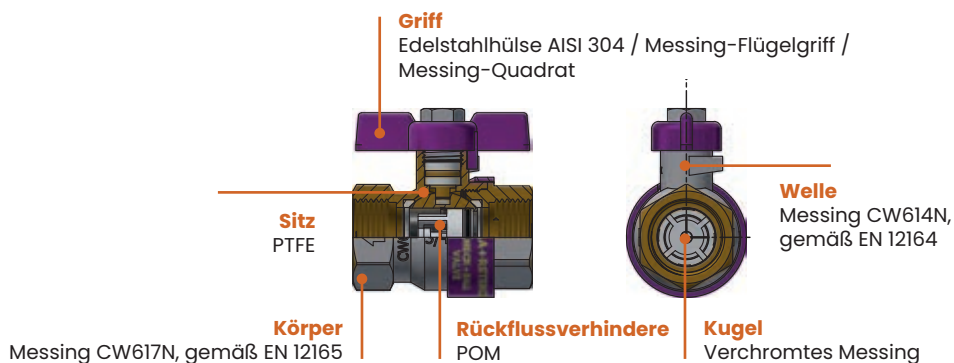 Griff
Edelstahlhülse AISI 304 / Messing-Flügelgriff /
Messing-Quadrat
Sitz
PTFE
Welle
Messing CW614N,
gemäß EN 12164
Körper
Messing CW617N, gemäß EN 12165
Rückflussverhindere
POM
Kugel
Verchromtes Messing
VALVE